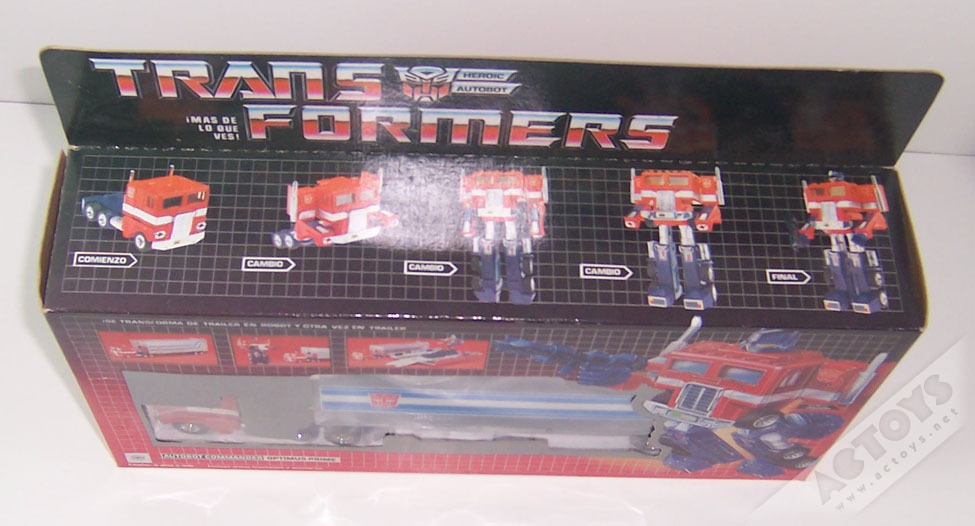 TRANS
HEROIC
AUTOBOT
FORMERS
¡MAS DE
LO QUE
VES!
COMIENZO
CAMBIO
CAMBIO
CAMBIO
FINAL
¡SE TRANSFORMA DE TRAILER EN ROBOT Y OTRA VEZ EN TRAILER
AUTOBOT COMMANDER OPTIMUS PRIME
ACTOYS
www.actoys.net